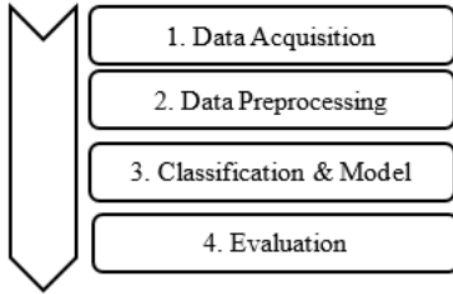 1. Data Acquisition
2. Data Preprocessing
3. Classification & Model
4. Evaluation